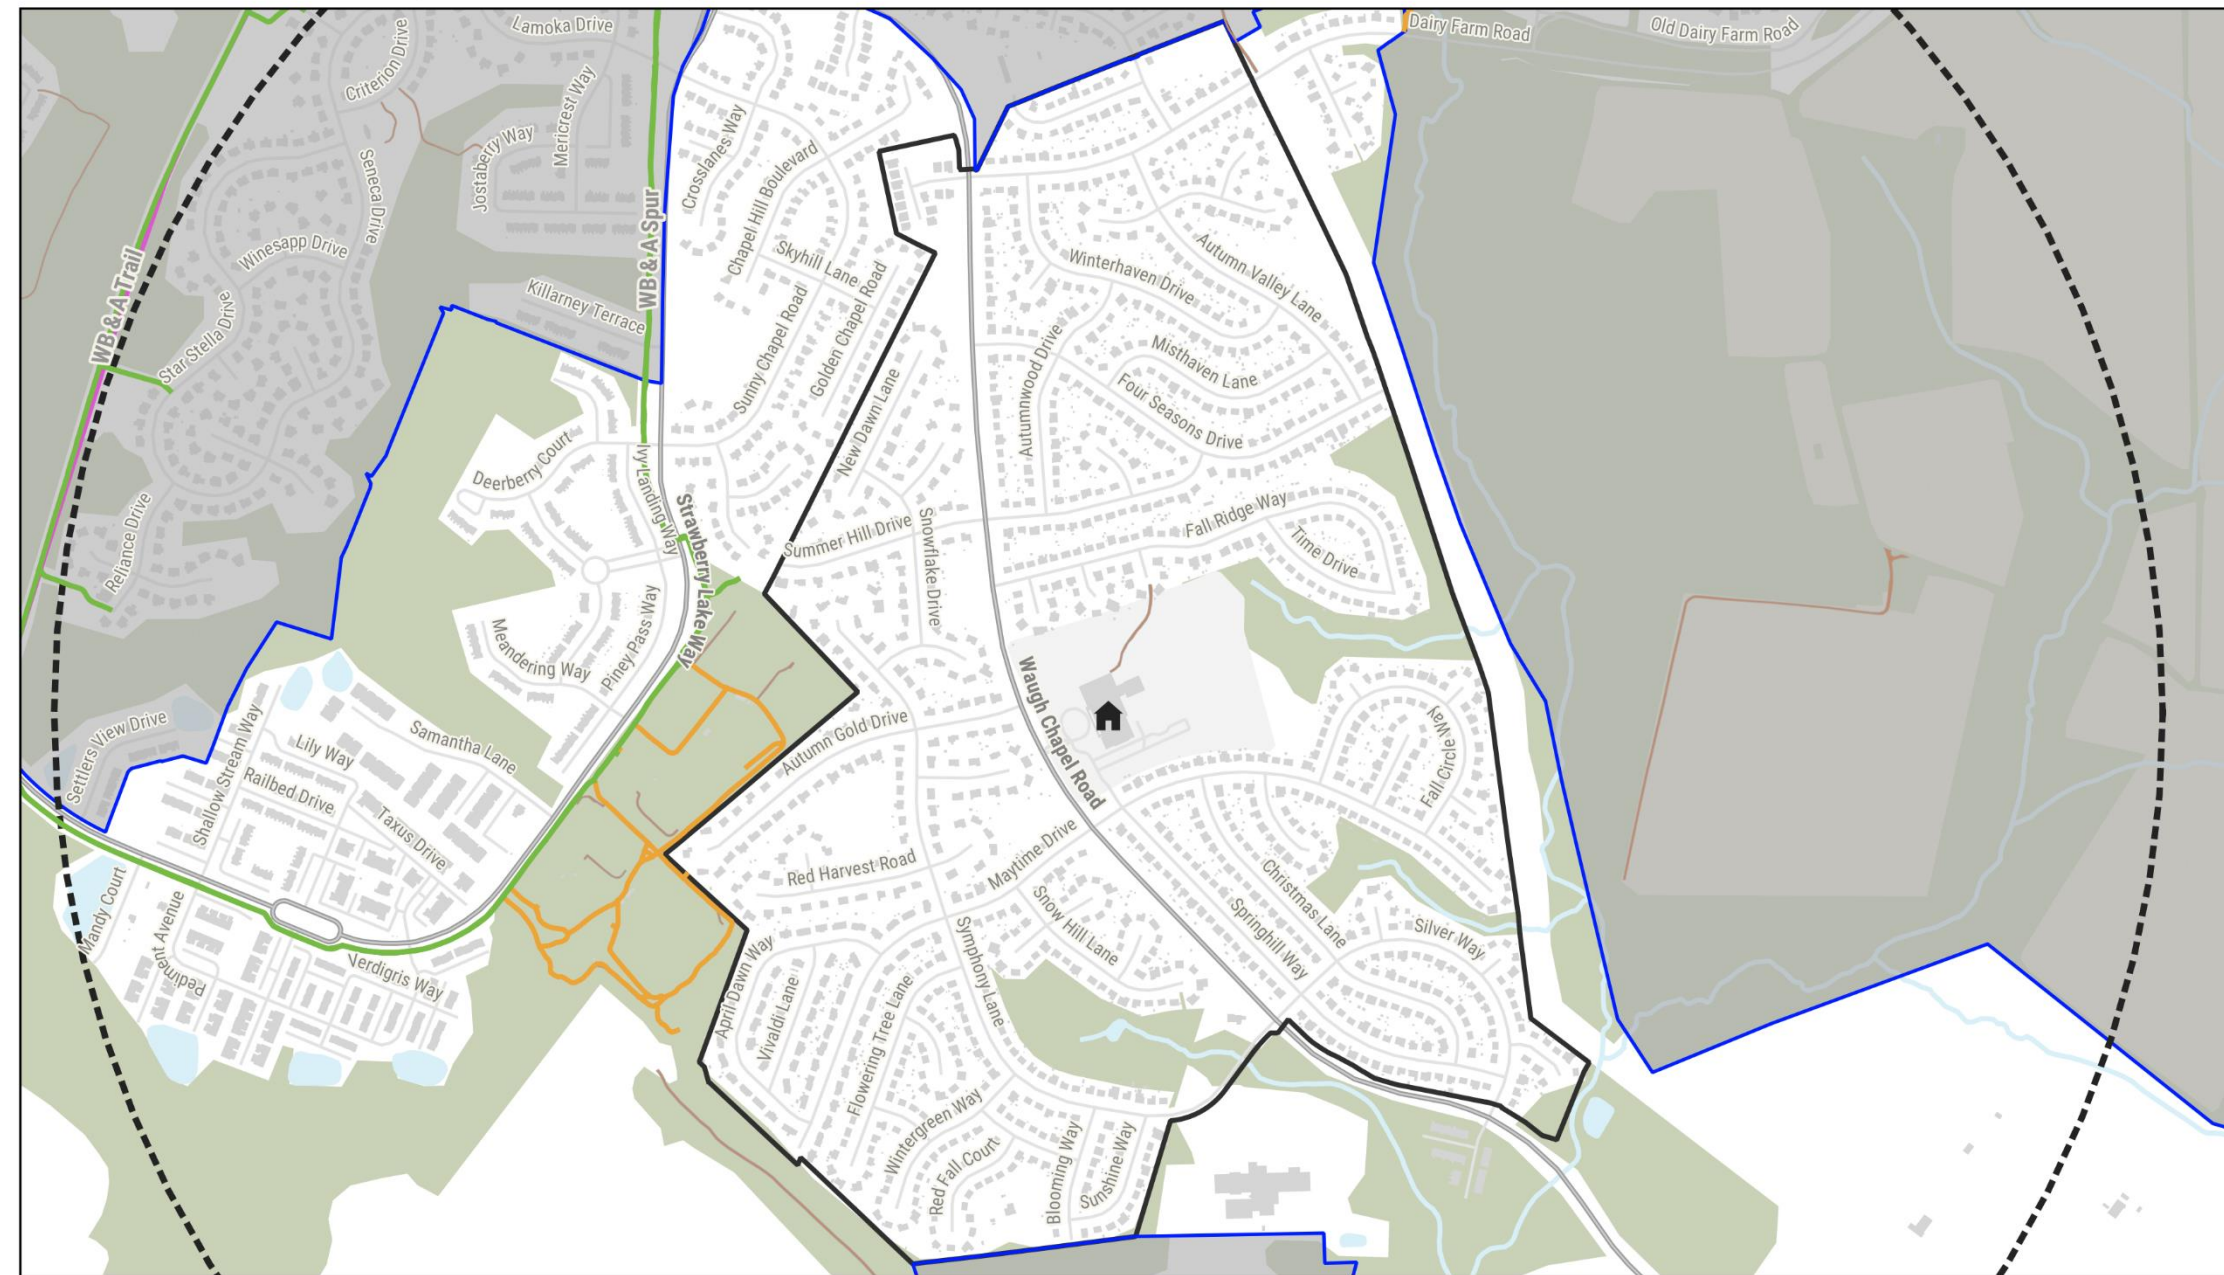 Lamoka Drive
Dairy Farm Road
Old Dairy Farm Road
Criterion Drive
Mericrest Way
Jostaberry Way
Crosslanes Way
Chapel Hill Boulevard
Seneca Drive
Winesapp Drive
WB & A Trail
WB & A Spur
Killarney Terrace
Star Stella Drive
Skyhill Lane
Sunny Chapel Road
Golden Chapel Road
New Dawn Lane
Winterhaven Drive
Autumn Valley Lane
Autumnwood Drive
Misthaven Lane
Four Seasons Drive
Deerberry Court
Ivy Landing Way
Strawberry Lake Way
Reliance Drive
Summer Hill Drive
Snowflake Drive
Fall Ridge Way
Time Drive
Meandering Way
Piney Pass Way
Settlers View Drive
Shallow Stream Way
Lily Way
Samantha Lane
Railbed Drive
Taxus Drive
Autumn Gold Drive
Waugh Chapel Road
Fall Circle Way
Red Harvest Road
Maytime Drive
Christmas Lane
Springhill Way
Snow Hill Lane
Silver Way
Mandy Court
Pediment Avenue
Verdigris Way
April Dawn Way
Vivaldi Lane
Flowering Tree Lane
Symphony Lane
Wintergreen Way
Red Fall Court
Blooming Way
Sunshine Way